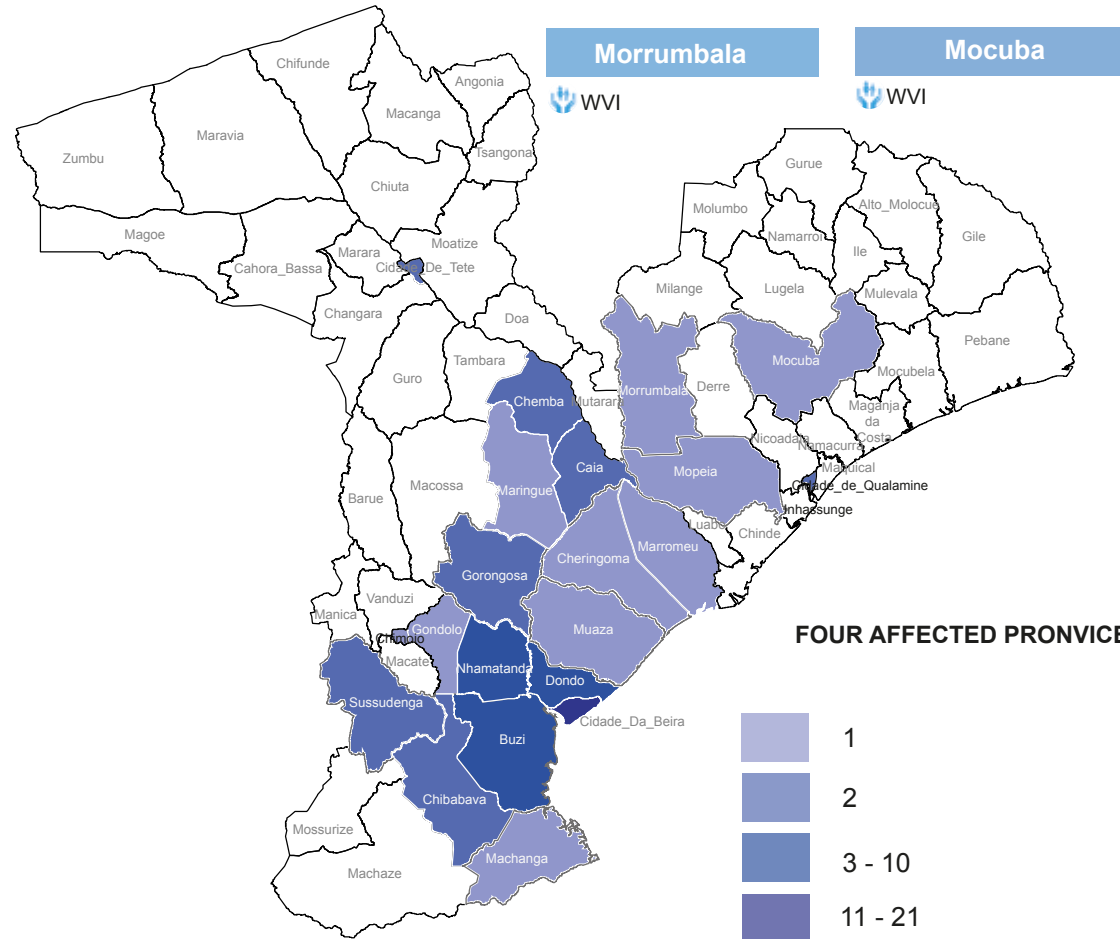 Morrumbala
Mocuba
WVI
WVI
Chifunde
Angonia
Macanga
Maravia
Tsangona
Zumbu
Gurue
Chiuta
Alto_Molocue
Molumbo
Magoe
Moatize
Namarroi
Gile
Marara
Ile
Cahora_Bassa
Cidade_De_Tete
Milange
Lugela
Mulevala
Changara
Doa
Pebane
Tambara
Mocuba
Mocubela
Guro
Morrumbala
Derre
Chemba
Mutarara
Maganja
da
Costa
Nicoadala
Namacurra
Caia
Mopeia
Maquical
Macossa
Maringue
Cidade_de_Qualamine
Barue
Inhassunge
Luabo
Chinde
Marromeu
Cheringoma
Gorongosa
Vanduzi
Manica
Gondolo
Muaza
Chimoio
FOUR AFFECTED PRONVICE
Macate
Nhamatanda
Dondo
Sussudenga
Cidade_Da_Beira
Buzi
1
2
Chibabava
Mossurize
Machanga
3 - 10
Machaze
11 - 21